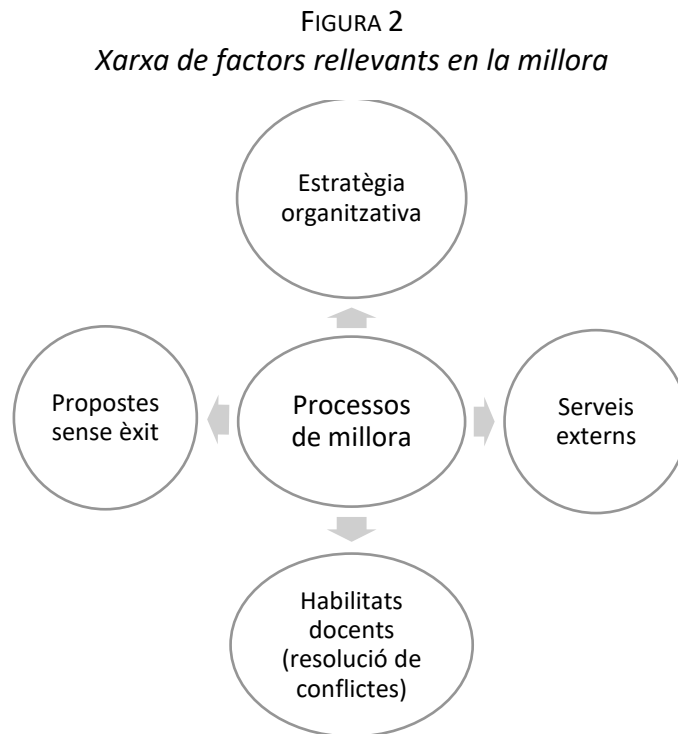 FIGURA 2
Xarxa de factors rellevants en la millora
Estratègia
organitzativa
Propostes
sense èxit
Processos
de millora
Serveis
externs
Habilitats
docents
(resolució de
conflictes)